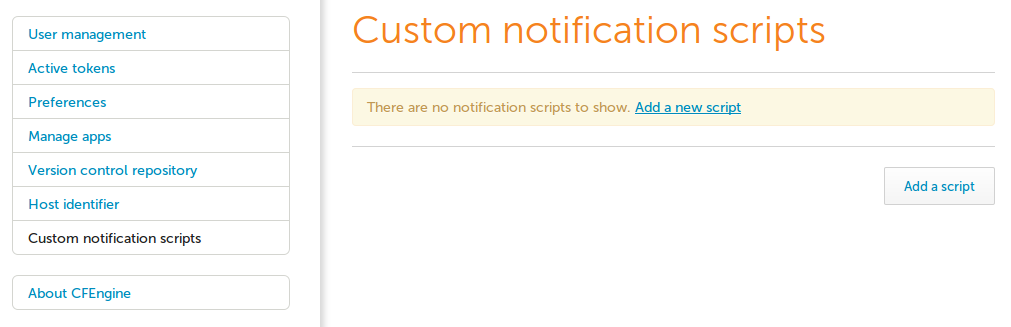 User management
Active tokens
Preferences
Manage apps
Version control repository
Host identifier
Custom notification scripts
About CFEngine
Custom notification scripts
There are no notification scripts to show. Add a new script
Add a script